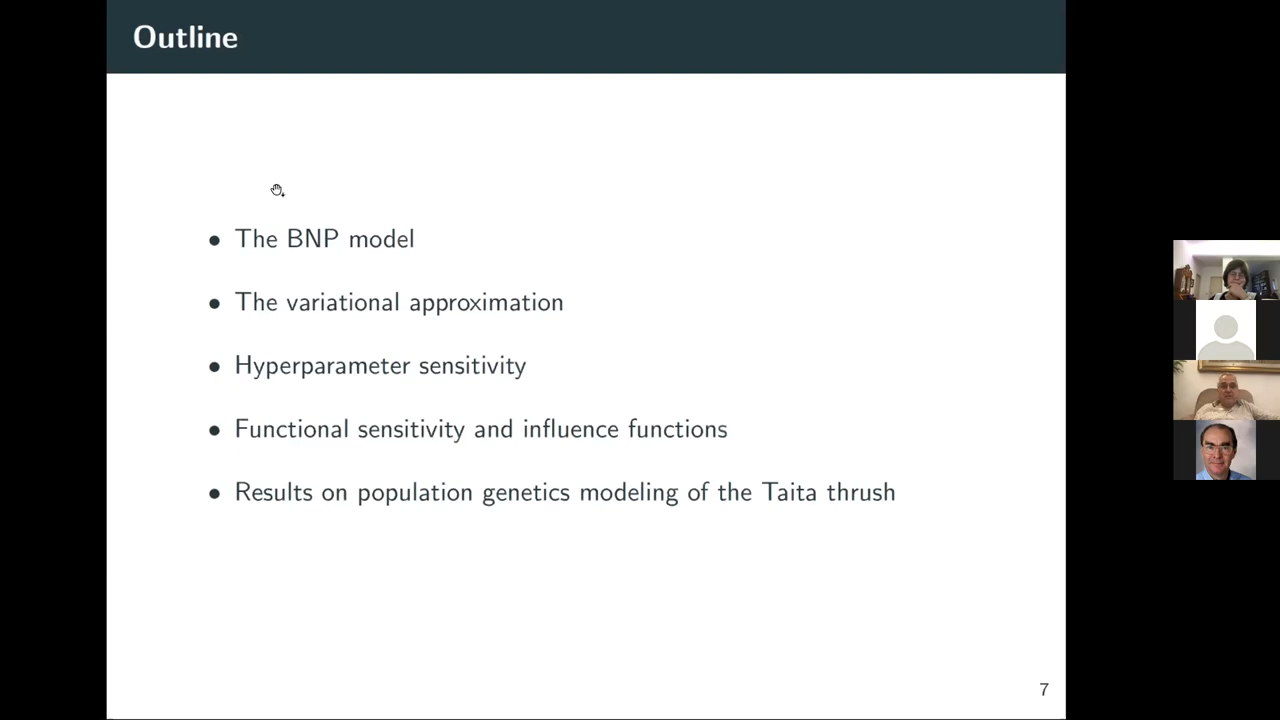 Outline
• The BNP model
• The variational approximation
• Hyperparameter sensitivity
• Functional sensitivity and influence functions
• Results on population genetics modeling of the Taita thrush
7